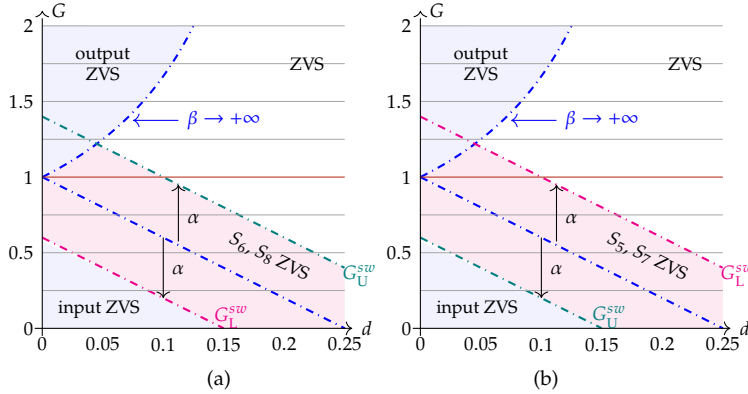 G
2
output
ZVS
ZVS
1.5
β → +∞
1
α
0.5
S₆, S₈ ZVS
α
G_U^{sw}
input ZVS
G_L^{sw}
0
d
0 0.05 0.1 0.15 0.2 0.25
(a)
G
2
output
ZVS
ZVS
1.5
β → +∞
1
α
0.5
S₅, S₇ ZVS
α
G_L^{sw}
input ZVS
G_U^{sw}
0
d
0 0.05 0.1 0.15 0.2 0.25
(b)